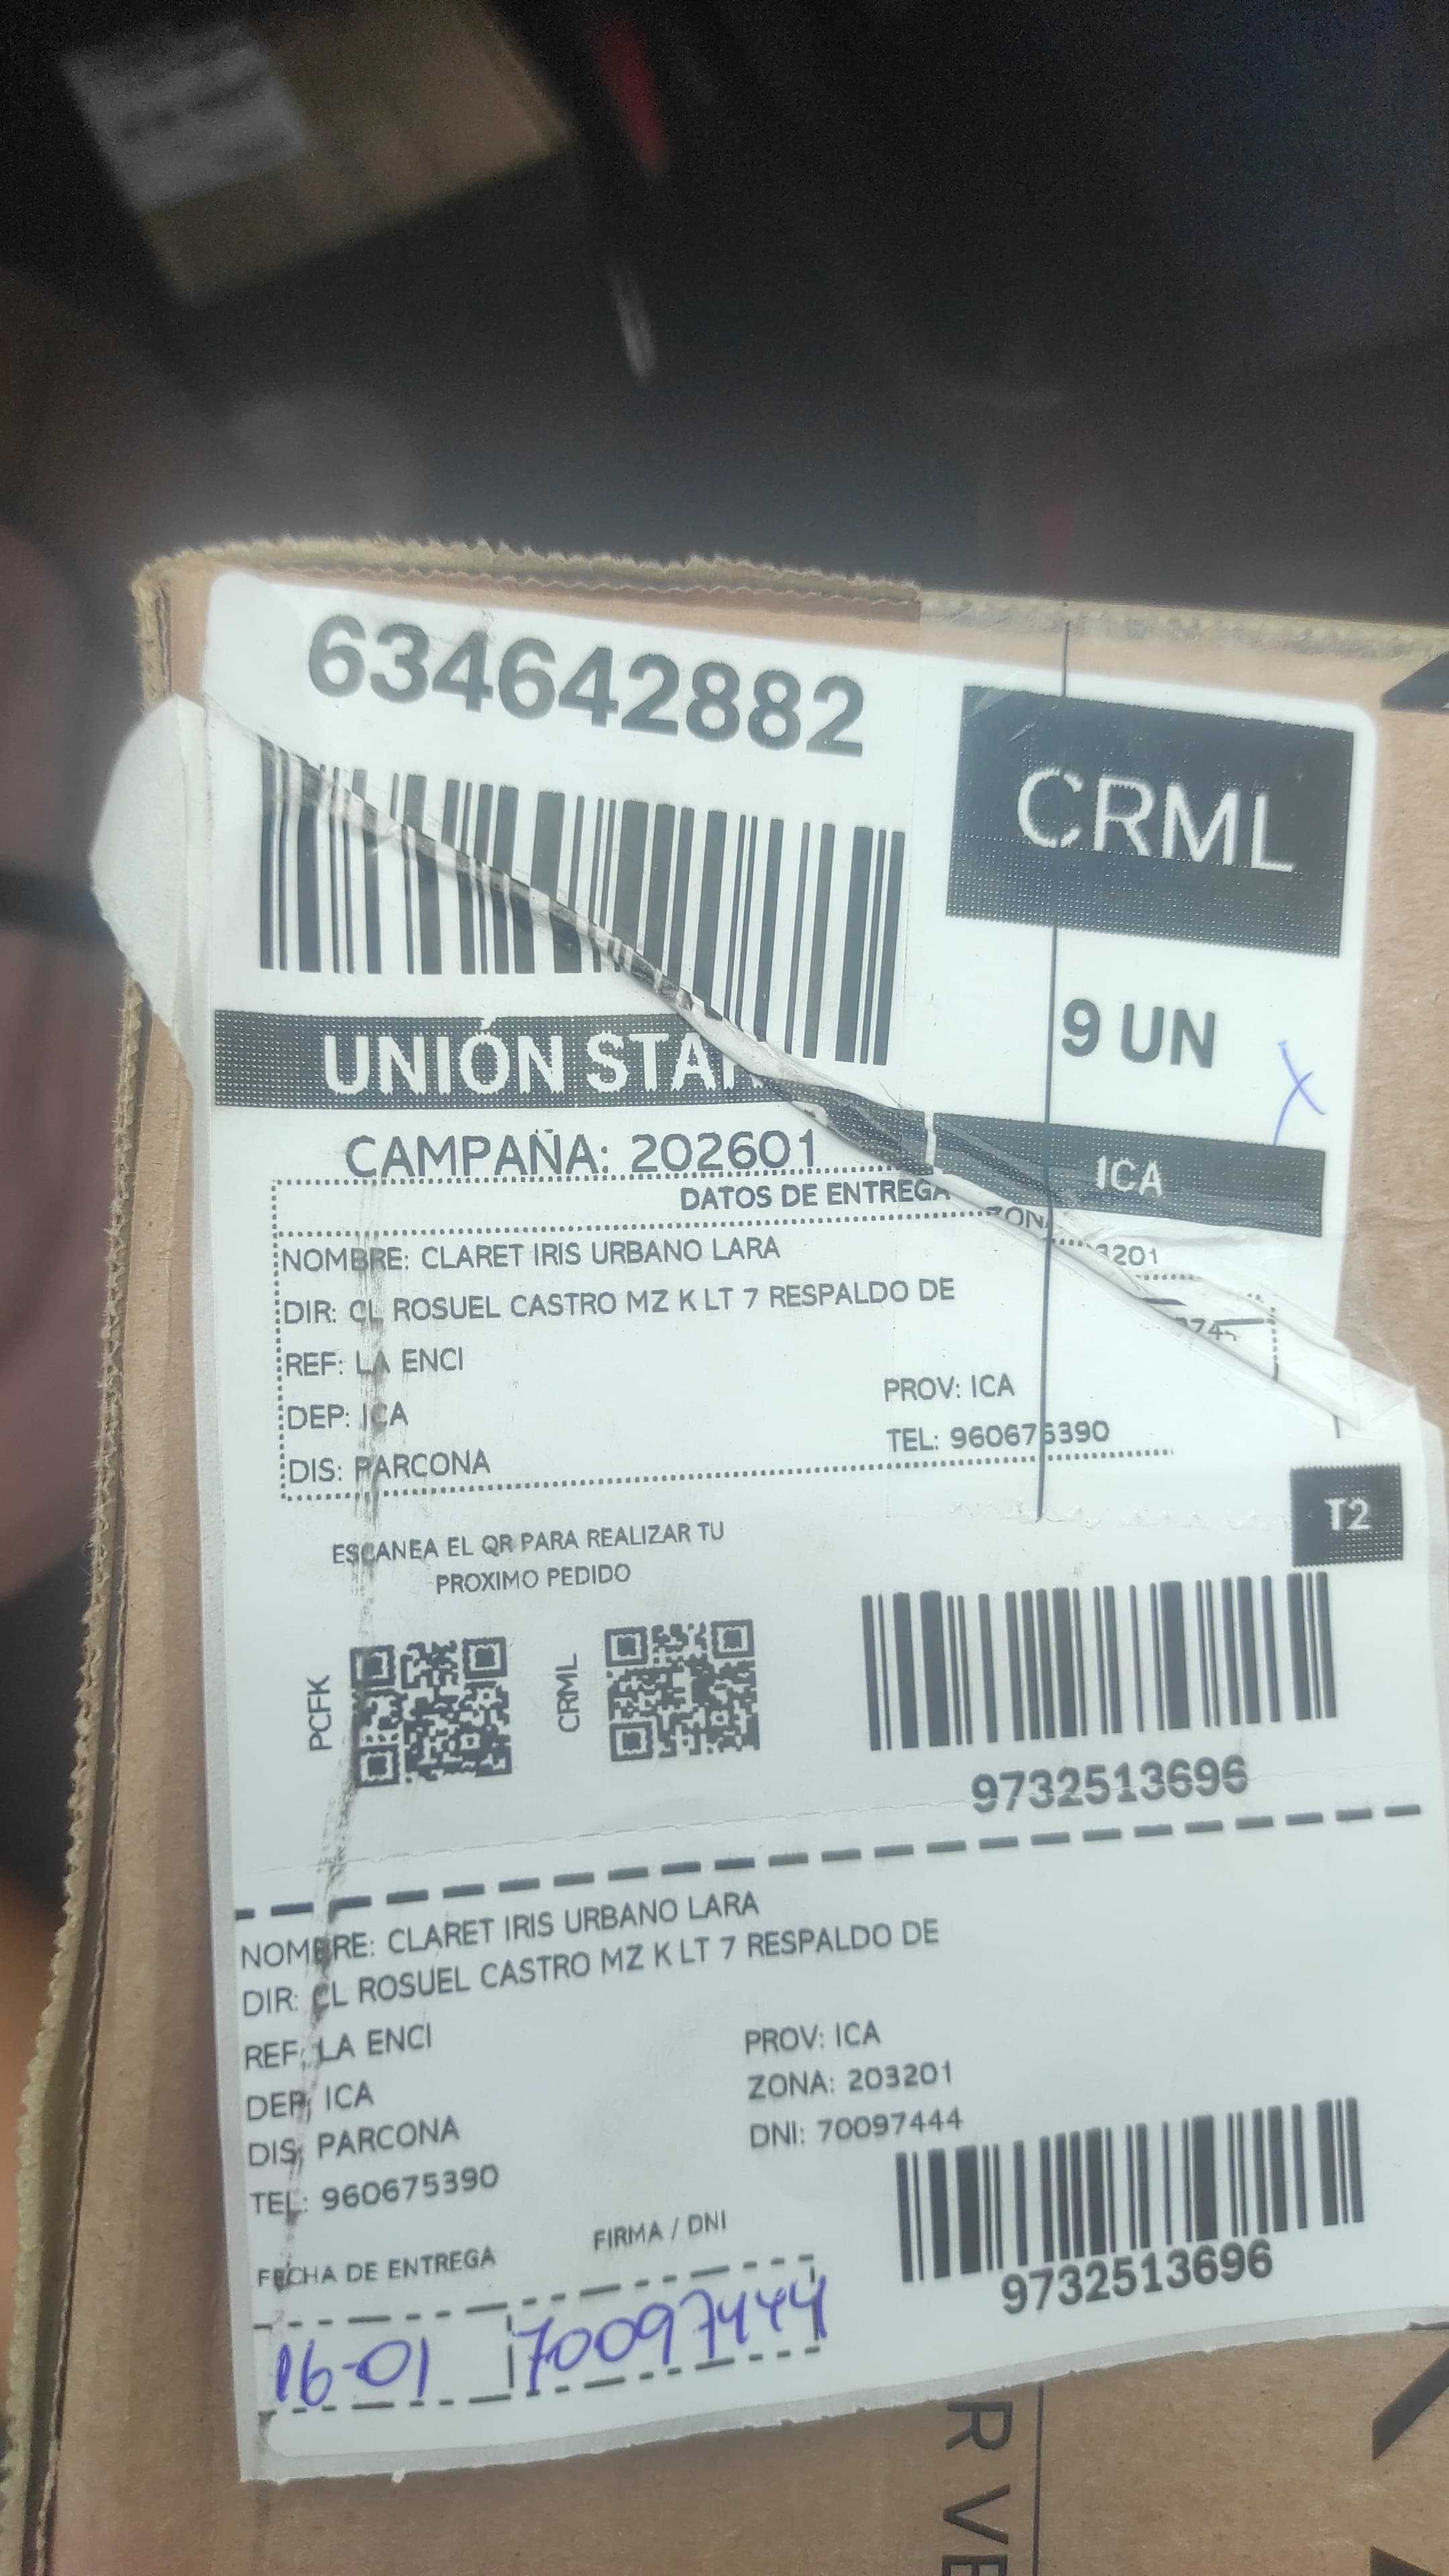 634642882
CRML
9 UN
UNIÓN
ICA
CAMPAÑA: 202601
DATOS DE ENTREGA
NOMBRE: CLARET IRIS URBANO LARA
DIR: CL ROSUEL CASTRO MZ K LT 7 RESPALDO DE
REF: LA ENCI
DEP: ICA
PROV: ICA
DIS: PARCONA
TEL: 960675390
T2
ESCANEA EL QR PARA REALIZAR TU
PROXIMO PEDIDO
PCFK
CRML
9732513696
NOMBRE: CLARET IRIS URBANO LARA
DIR: CL ROSUEL CASTRO MZ K LT 7 RESPALDO DE
REF: LA ENCI
PROV: ICA
DEP: ICA
ZONA: 203201
DIS: PARCONA
DNI: 70097444
TEL: 960675390
FECHA DE ENTREGA
FIRMA / DNI
9732513696
16-01
70097444